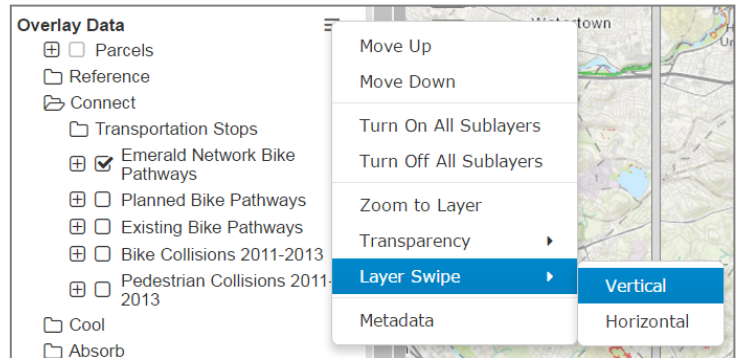 Overlay Data
Parcels
Reference
Connect
Transportation Stops
Emerald Network Bike
Pathways
Planned Bike Pathways
Existing Bike Pathways
Bike Collisions 2011-2013
Pedestrian Collisions 2011-
2013
Cool
Absorb
Move Up
Move Down
Turn On All Sublayers
Turn Off All Sublayers
Zoom to Layer
Transparency
Layer Swipe
Metadata
Vertical
Horizontal